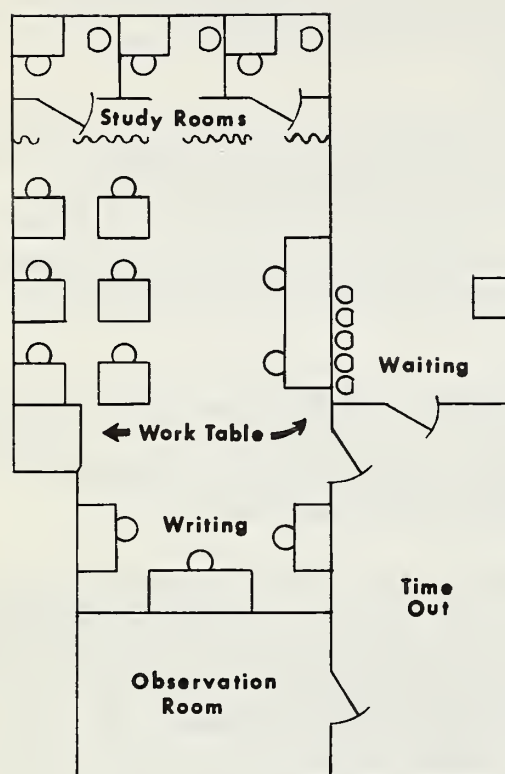 Study Rooms
Waiting
Work Table
Writing
Time
Out
Observation
Room